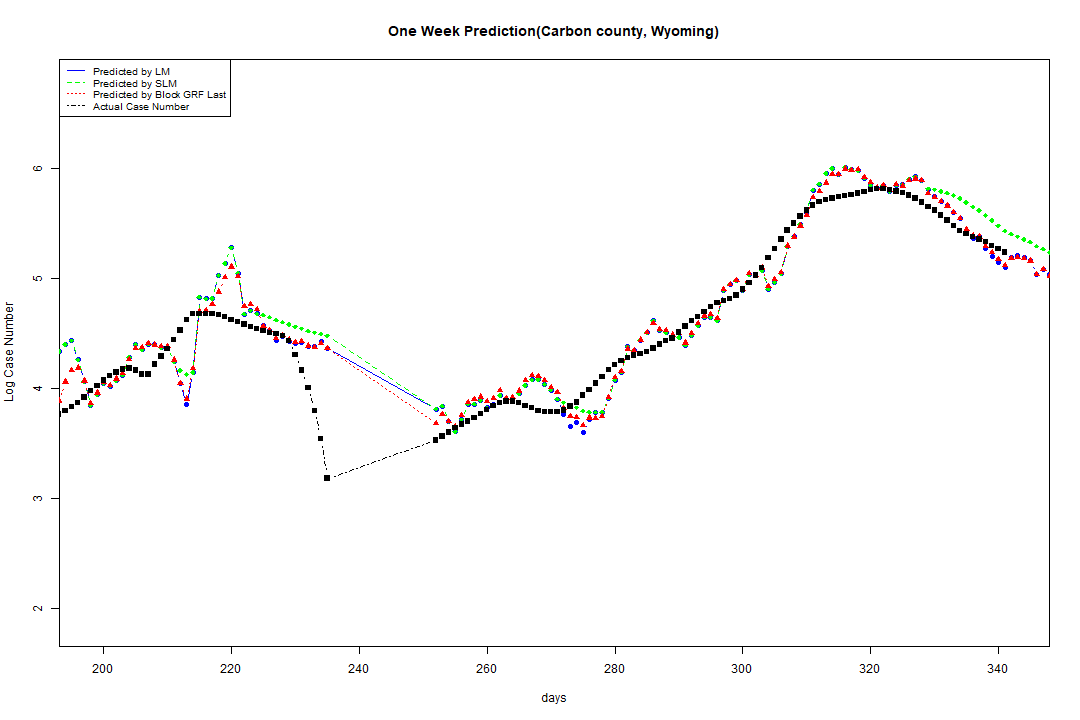 One Week Prediction(Carbon county, Wyoming)
Predicted by LM
Predicted by SLM
Predicted by Block GRF Last
Actual Case Number
Log Case Number
6
5
4
3
2
200 220 240 260 280 300 320 340
days